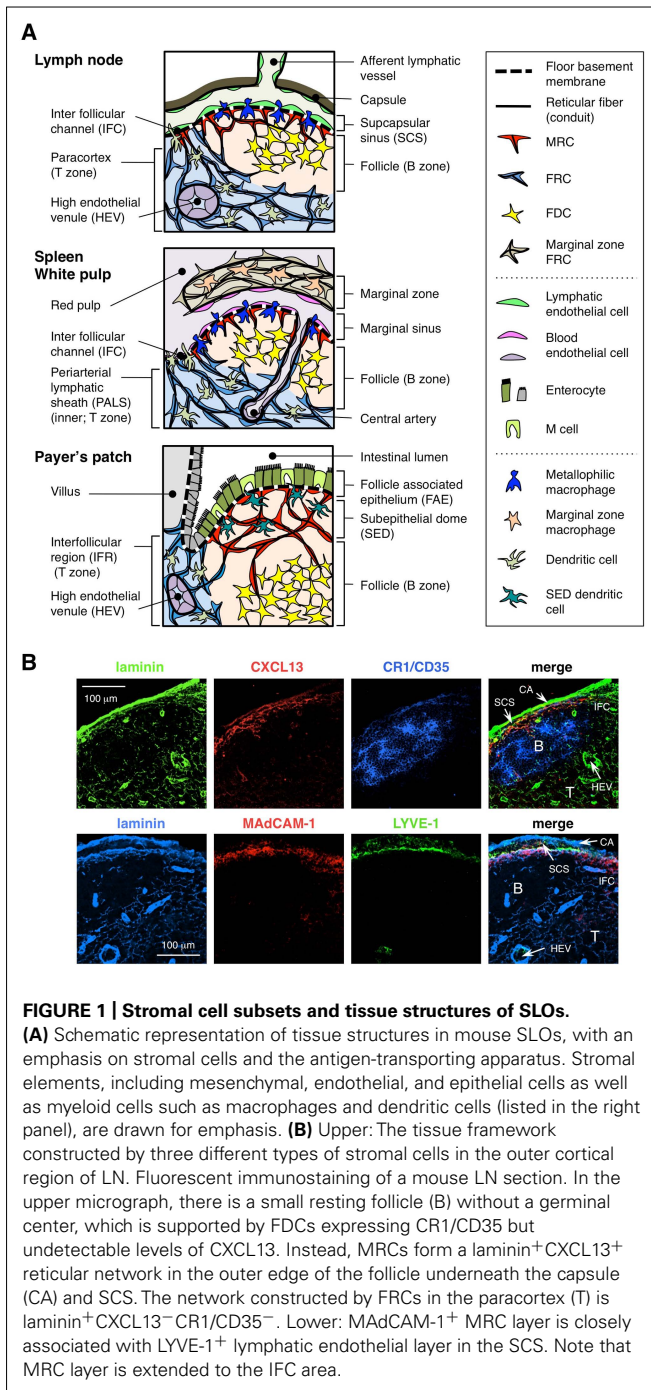 A
Lymph node
Afferent lymphatic
vessel
Capsule
Inter follicular
channel (IFC)
Supcapsular
sinus (SCS)
Paracortex
(T zone)
Follicle (B zone)
High endothelial
venule (HEV)
Spleen
White pulp
Red pulp
Marginal zone
Inter follicular
channel (IFC)
Marginal sinus
Periarterial
lymphatic
sheath (PALS)
(inner; T zone)
Follicle (B zone)
Central artery
Payer's patch
Intestinal lumen
Villus
Follicle associated
epithelium (FAE)
Subepithelial dome
(SED)
Interfollicular
region (IFR)
(T zone)
High endothelial
venule (HEV)
Follicle (B zone)
Floor basement
membrane
Reticular fiber
(conduit)
MRC
FRC
FDC
Marginal zone
FRC
Lymphatic
endothelial cell
Blood
endothelial cell
Enterocyte
M cell
Metallophilic
macrophage
Marginal zone
macrophage
Dendritic cell
SED dendritic
cell
B
laminin CXCL13 CR1/CD35 merge
100 μm
CA
SCS
IFC
B
HEV
T
laminin MAdCAM-1 LYVE-1 merge
100 μm
CA
SCS
IFC
B
T
HEV
FIGURE 1 | Stromal cell subsets and tissue structures of SLOs.
(A) Schematic representation of tissue structures in mouse SLOs, with an
emphasis on stromal cells and the antigen-transporting apparatus. Stromal
elements, including mesenchymal, endothelial, and epithelial cells as well
as myeloid cells such as macrophages and dendritic cells (listed in the right
panel), are drawn for emphasis. (B) Upper: The tissue framework
constructed by three different types of stromal cells in the outer cortical
region of LN. Fluorescent immunostaining of a mouse LN section. In the
upper micrograph, there is a small resting follicle (B) without a germinal
center, which is supported by FDCs expressing CR1/CD35 but
undetectable levels of CXCL13. Instead, MRCs form a laminin+CXCL13+
reticular network in the outer edge of the follicle underneath the capsule
(CA) and SCS. The network constructed by FRCs in the paracortex (T) is
laminin+CXCL13−CR1/CD35−. Lower: MAdCAM-1+ MRC layer is closely
associated with LYVE-1+ lymphatic endothelial layer in the SCS. Note that
MRC layer is extended to the IFC area.